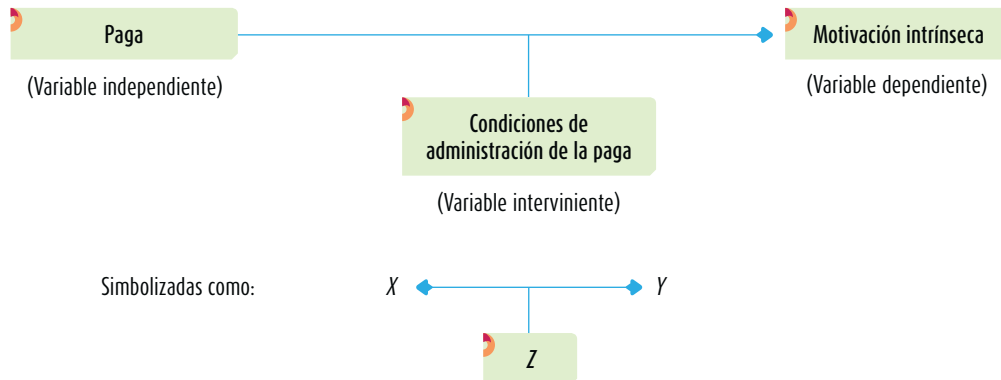 Paga
Motivación intrínseca
(Variable independiente)
(Variable dependiente)
Condiciones de
administración de la paga
(Variable interviniente)
Simbolizadas como:
X
Y
Z